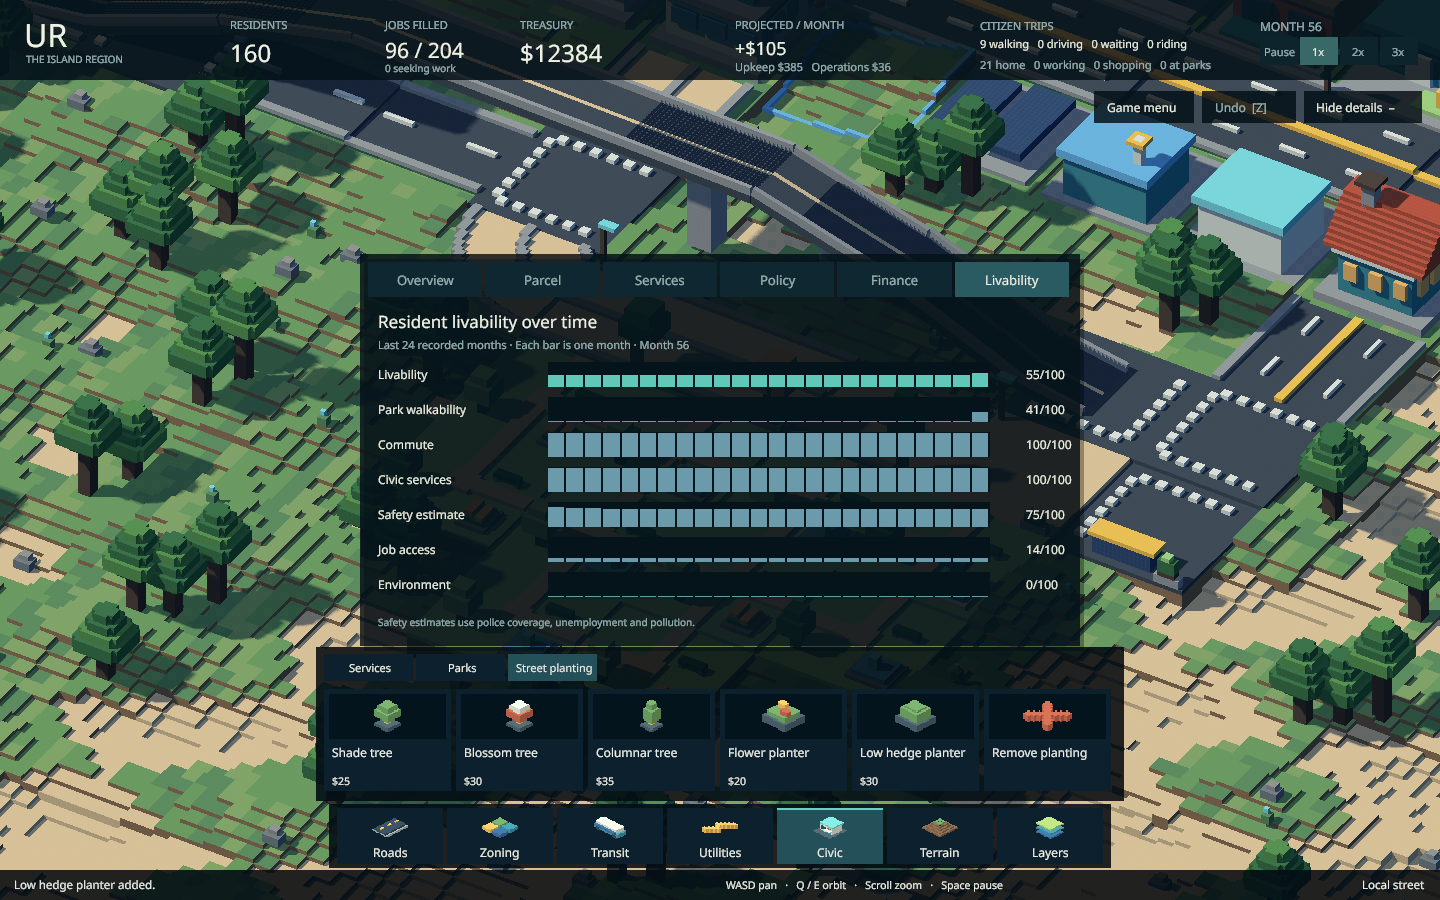 UR
THE ISLAND REGION
RESIDENTS
160
JOBS FILLED
96 / 204
0 seeking work
TREASURY
$12384
PROJECTED / MONTH
+$105
Upkeep $385 Operations $36
CITIZEN TRIPS
9 walking 0 driving 0 waiting 0 riding
21 home 0 working 0 shopping 0 at parks
MONTH 56
Pause 1x 2x 3x
Game menu
Undo [Z]
Hide details –
Overview
Parcel
Services
Policy
Finance
Livability
Resident livability over time
Last 24 recorded months · Each bar is one month · Month 56
Livability 55/100
Park walkability 41/100
Commute 100/100
Civic services 100/100
Safety estimate 75/100
Job access 14/100
Environment 0/100
Safety estimates use police coverage, unemployment and pollution.
Services
Parks
Street planting
Shade tree
$25
Blossom tree
$30
Columnar tree
$35
Flower planter
$20
Low hedge planter
$30
Remove planting
Roads
Zoning
Transit
Utilities
Civic
Terrain
Layers
Low hedge planter added.
WASD pan · Q / E orbit · Scroll zoom · Space pause
Local street